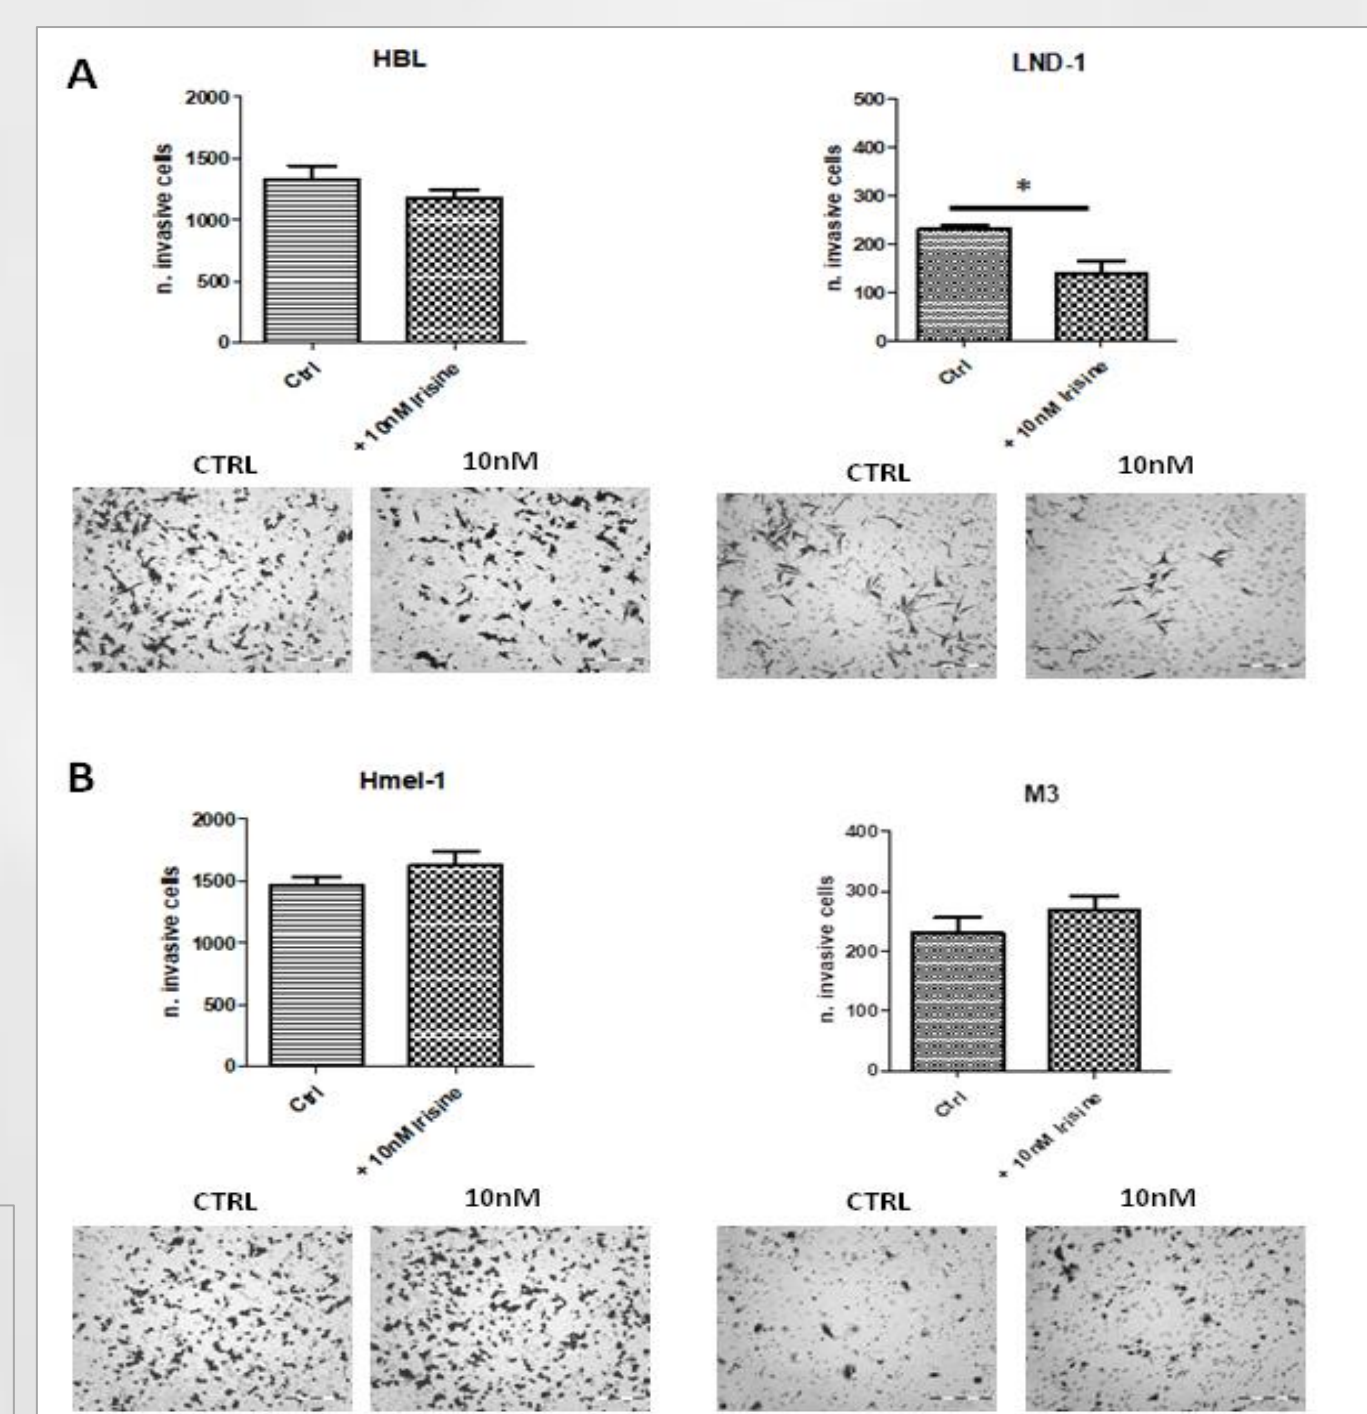 A
HBL
2000
1500
1000
500
0
n. invasive cells
Ctrl
+ 10nM Irisine
LND-1
500
400
300
200
100
0
n. invasive cells
*
Ctrl
+ 10nM Irisine
CTRL
10nM
CTRL
10nM
B
Hmel-1
2000
1500
1000
500
0
n. invasive cells
Ctrl
+ 10nM Irisine
M3
400
300
200
100
0
n. invasive cells
Ctrl
+ 10nM Irisine
CTRL
10nM
CTRL
10nM